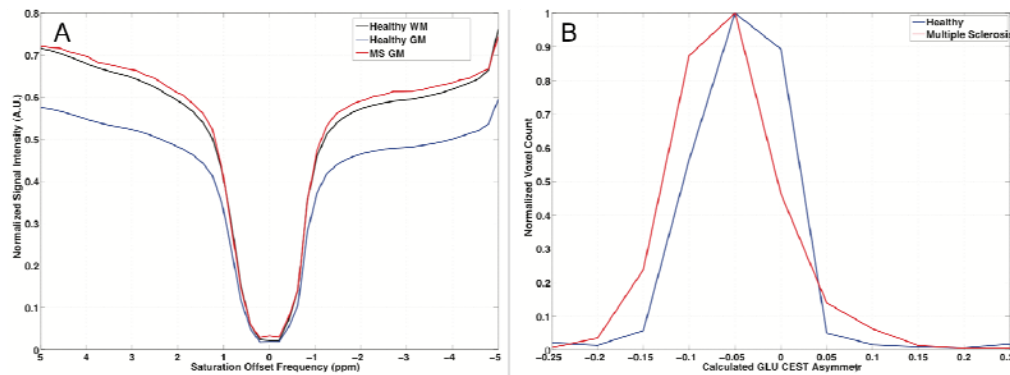 A
Healthy WM
Healthy GM
MS GM
0.8
0.7
0.6
0.5
0.4
0.3
0.2
0.1
0
5 4 3 2 1 0 −1 −2 −3 −4 −5
Normalized Signal Intensity (A.U.)
Saturation Offset Frequency (ppm)
B
Healthy
Multiple Sclerosis
1
0.9
0.8
0.7
0.6
0.5
0.4
0.3
0.2
0.1
0
−0.25 −0.2 −0.15 −0.1 −0.05 0 0.05 0.1 0.15 0.2
Normalized Voxel Count
Calculated GLU CEST Asymmetr